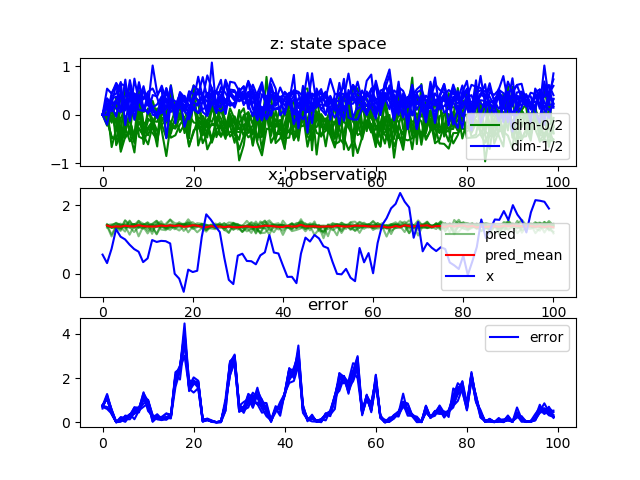 z: state space
1
0
−1
dim-0/2
dim-1/2
0 20 40 60 80 100
x: observation
2
0
pred
pred_mean
x
0 20 40 60 80 100
error
4
2
0
error
0 20 40 60 80 100